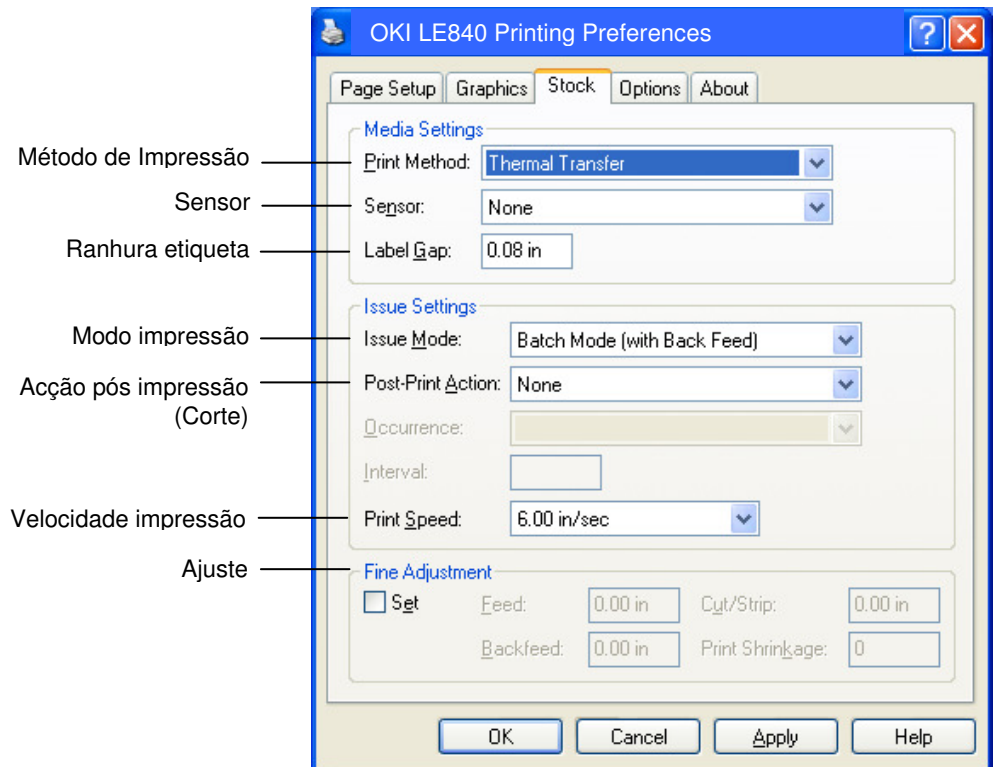 OKI LE840 Printing Preferences
Page Setup Graphics Stock Options About
Media Settings
Método de Impressão Print Method: Thermal Transfer
Sensor Sensor: None
Ranhura etiqueta Label Gap: 0.08 in
Issue Settings
Modo impressão Issue Mode: Batch Mode (with Back Feed)
Acção pós impressão Post-Print Action: None
(Corte)
Occurrence:
Interval:
Velocidade impressão Print Speed: 6.00 in/sec
Ajuste Fine Adjustment
Set Feed: 0.00 in Cut/Strip: 0.00 in
Backfeed: 0.00 in Print Shrinkage: 0
OK Cancel Apply Help